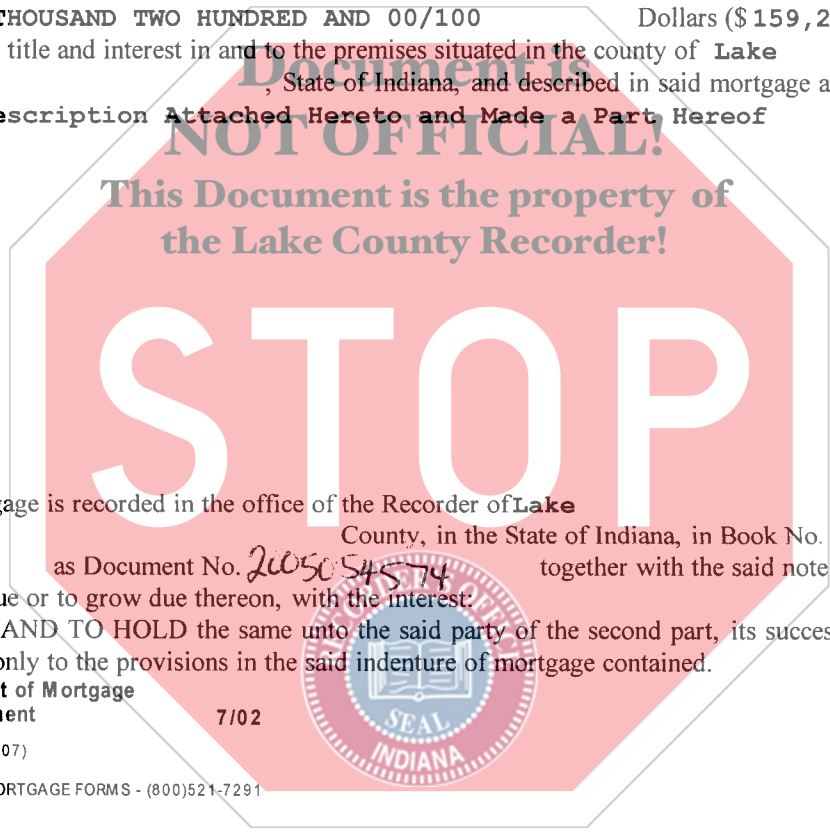 THOUSAND TWO HUNDRED AND 00/100 Dollars ($ 159,2
title and interest in and to the premises situated in the county of Lake
, State of Indiana, and described in said mortgage a
escription Attached Hereto and Made a Part Hereof
Document is
NOT OFFICIAL!
This Document is the property of
the Lake County Recorder!
STOP
gage is recorded in the office of the Recorder of Lake
County, in the State of Indiana, in Book No.
as Document No. 2005054574 together with the said note
ue or to grow due thereon, with the interest:
AND TO HOLD the same unto the said party of the second part, its succes
only to the provisions in the said indenture of mortgage contained.
t of Mortgage
ent 7/02
07)
ORTGAGE FORMS - (800)521-7291
RECORDER'S OFFICE
SEAL
INDIANA